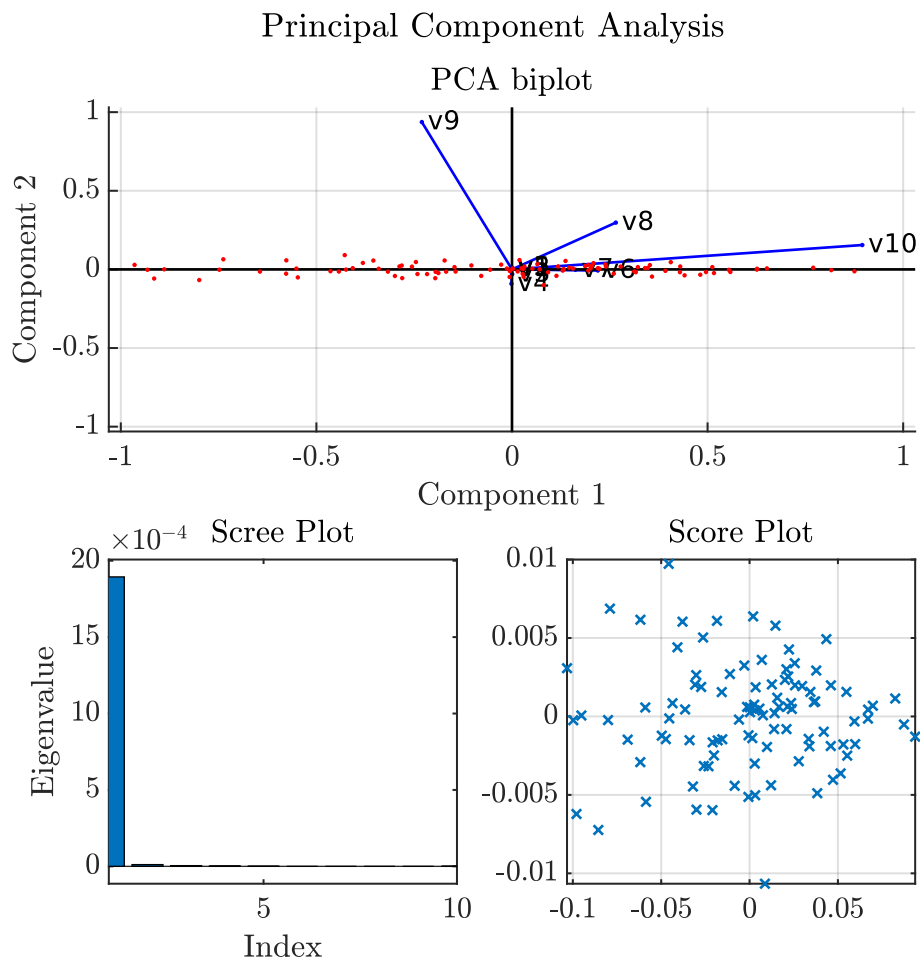 Principal Component Analysis
PCA biplot
Component 2
1
0.5
0
-0.5
-1
v9
v8
v10
v7
v6
v4
-1
-0.5
0
0.5
1
Component 1
Scree Plot
×10⁻⁴
Eigenvalue
20
15
10
5
0
5
10
Index
Score Plot
0.01
0.005
0
-0.005
-0.01
-0.1
-0.05
0
0.05